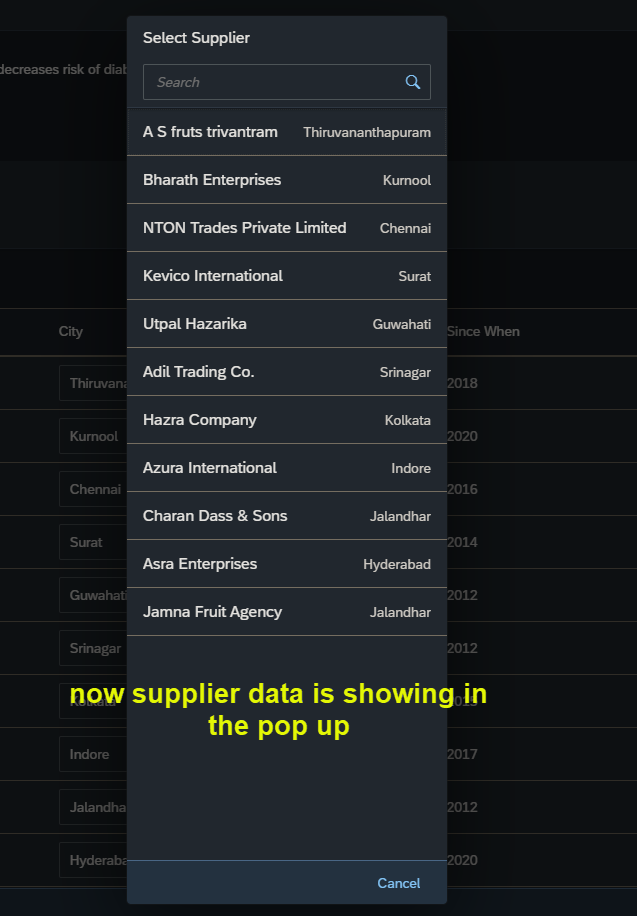 Select Supplier
decreases risk of diab
Search
A S fruts trivantram Thiruvananthapuram
Bharath Enterprises Kurnool
NTON Trades Private Limited Chennai
Kevico International Surat
City
Utpal Hazarika Guwahati
Since When
Adil Trading Co. Srinagar
Thiruvana
2018
Hazra Company Kolkata
Kurnool
2020
Azura International Indore
Chennai
2016
Charan Dass & Sons Jalandhar
Surat
2014
Asra Enterprises Hyderabad
Guwahati
2012
Jamna Fruit Agency Jalandhar
Srinagar
2012
now supplier data is showing in
the pop up
Indore
2017
Jalandha
2012
Hyderaba
2020
Cancel